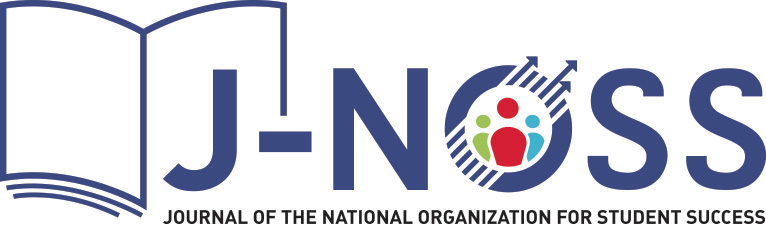 J-NOSS
JOURNAL OF THE NATIONAL ORGANIZATION FOR STUDENT SUCCESS